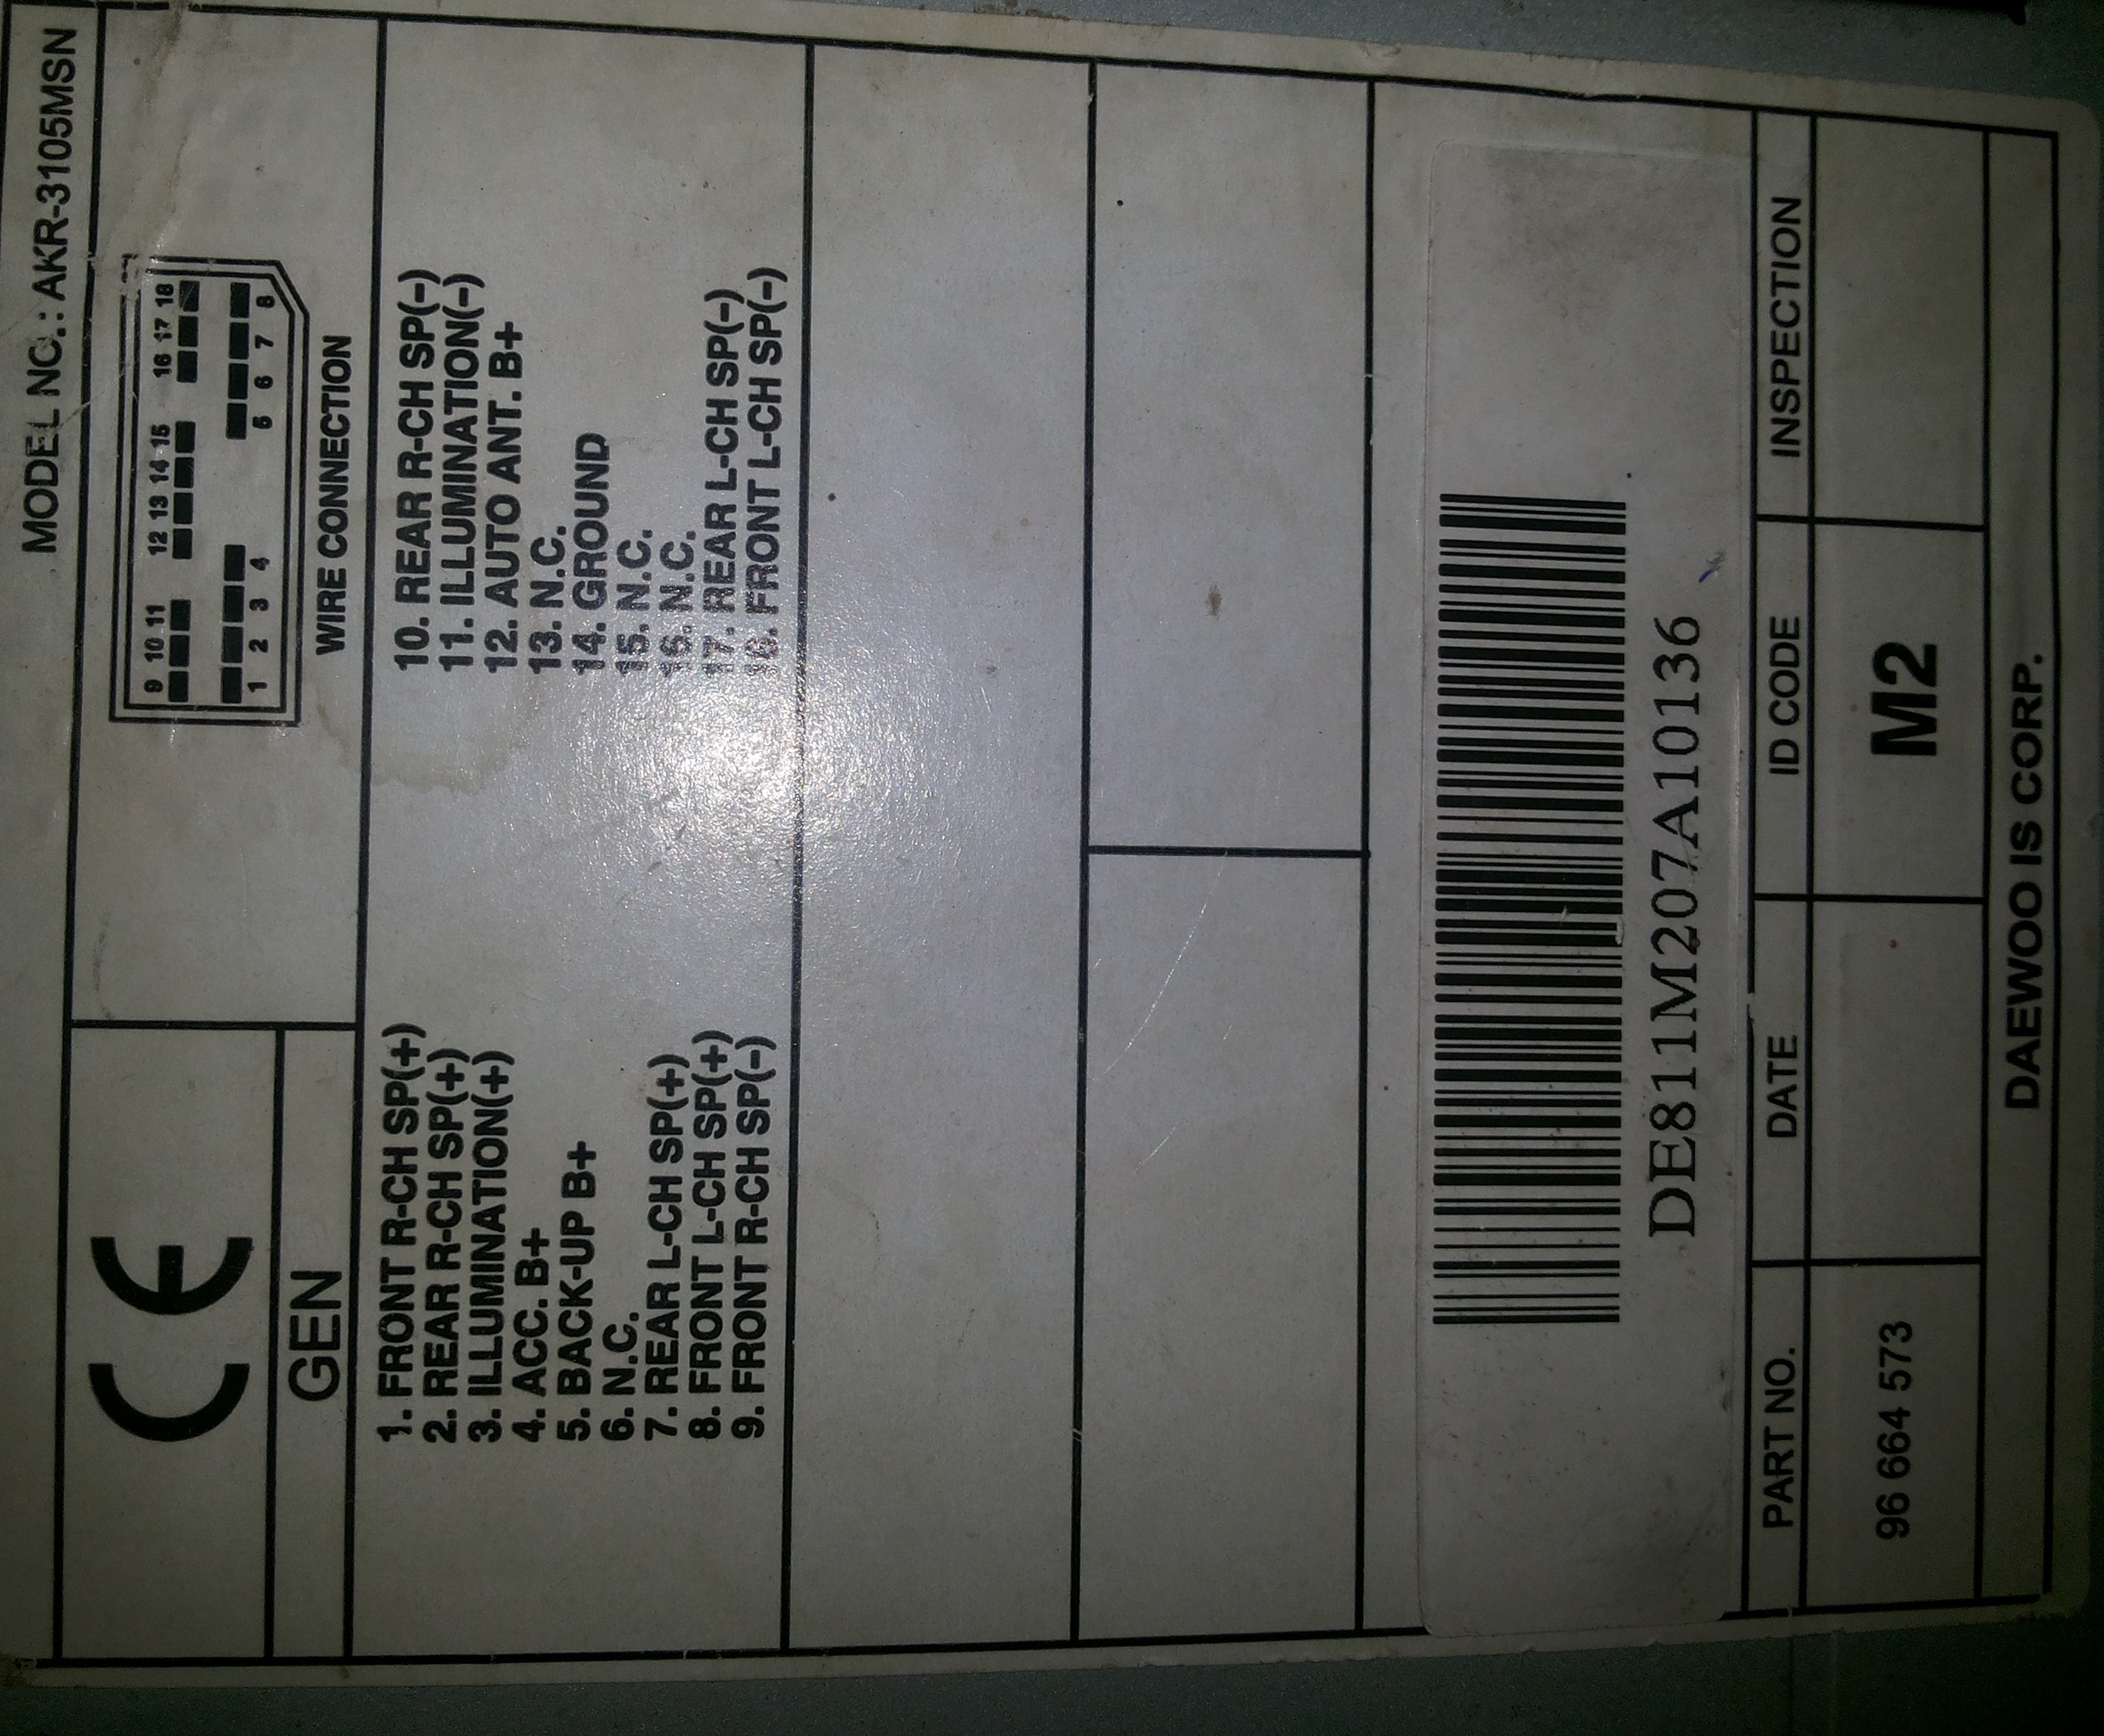 MODEL NO.: AKR-3105MSN
CE
GEN
9 10 11 12 13 14 15 16 17 18
1 2 3 4 5 6 7 8
WIRE CONNECTION
1. FRONT R-CH SP(+)
2. REAR R-CH SP(+)
3. ILLUMINATION(+)
4. ACC. B+
5. BACK-UP B+
6. N.C.
7. REAR L-CH SP(+)
8. FRONT L-CH SP(+)
9. FRONT R-CH SP(-)
10. REAR R-CH SP(-)
11. ILLUMINATION(-)
12. AUTO ANT. B+
13. N.C.
14. GROUND
15. N.C.
16. N.C.
17. REAR L-CH SP(-)
18. FRONT L-CH SP(-)
DE811M207A10136
PART NO. DATE ID CODE INSPECTION
96 664 573 M2
DAEWOO IS CORP.